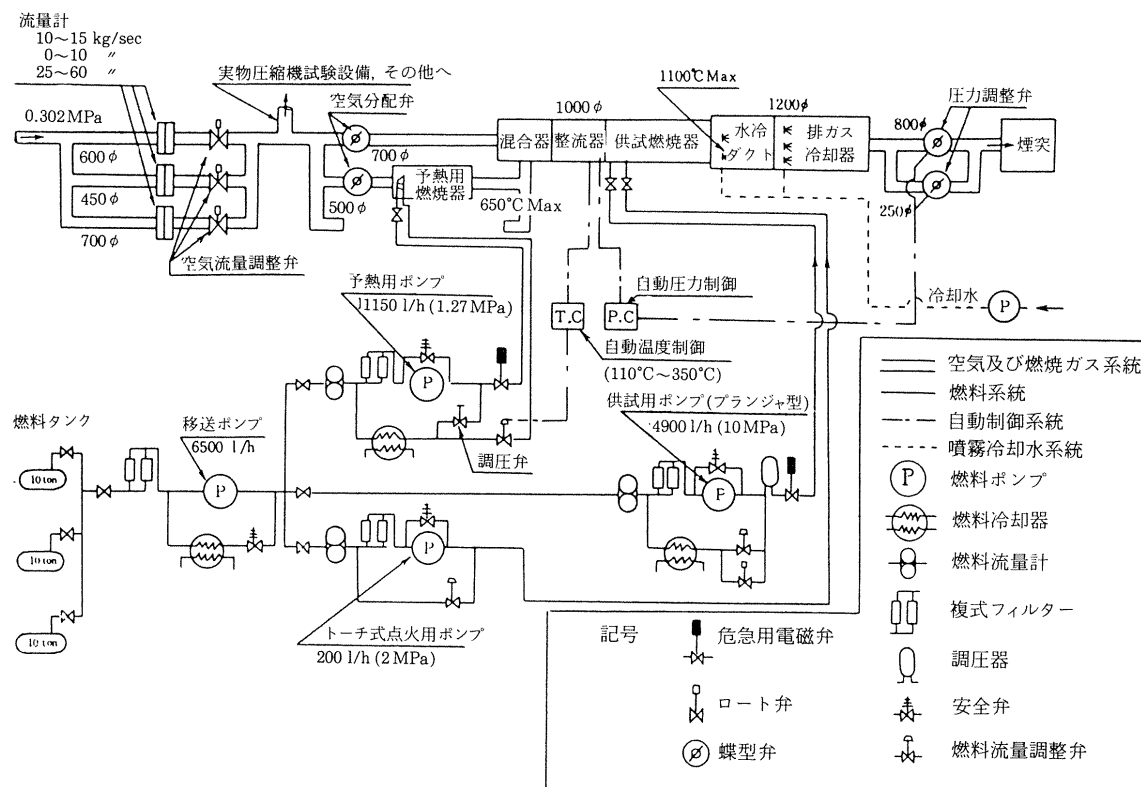 流量計
10～15 kg/sec
0～10 〃
25～60 〃
実物圧縮機試験設備, その他へ
空気分配弁
0.302MPa
600φ
450φ
700φ
空気流量調整弁
700φ
500φ
予熱用
燃焼器
混合器
整流器
供試燃焼器
650℃ Max
1000φ
1100℃Max
水冷
ダクト
1200φ
排ガス
冷却器
800φ
圧力調整弁
250φ
煙突
予熱用ポンプ
11150 l/h (1.27MPa)
P
T.C
P.C
自動圧力制御
自動温度制御
(110℃～350℃)
冷却水
P
調圧弁
燃料タンク
10 ton
10 ton
10 ton
移送ポンプ
6500 l/h
P
供試用ポンプ(プランジャ型)
4900 l/h (10MPa)
P
P
トーチ式点火用ポンプ
200 l/h (2MPa)
空気及び燃焼ガス系統
燃料系統
自動制御系統
噴霧冷却水系統
P
燃料ポンプ
燃料冷却器
燃料流量計
複式フィルター
調圧器
安全弁
燃料流量調整弁
記号
危急用電磁弁
ロート弁
蝶型弁